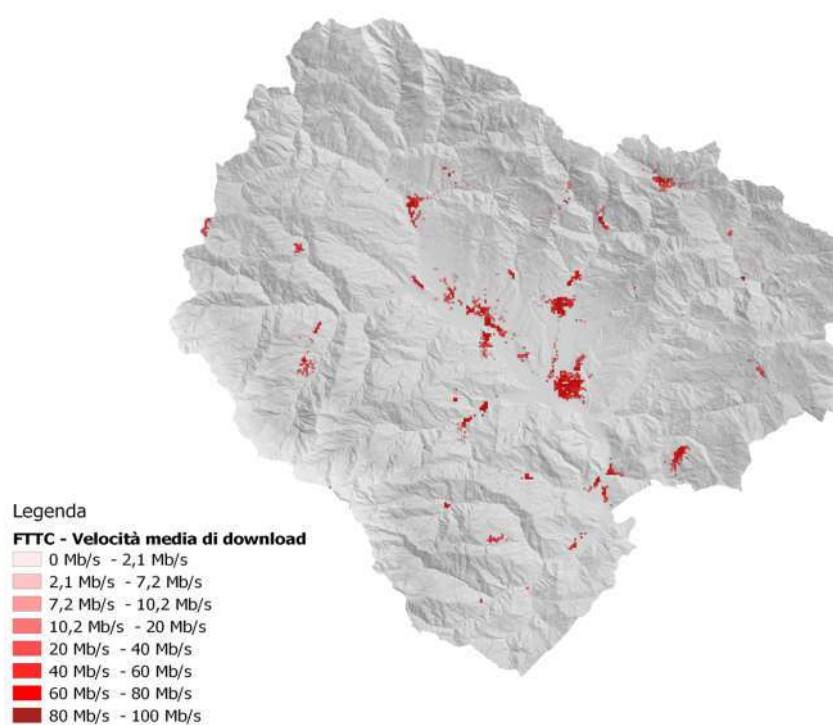 Legenda
FTTC - Velocità media di download
0 Mb/s - 2,1 Mb/s
2,1 Mb/s - 7,2 Mb/s
7,2 Mb/s - 10,2 Mb/s
10,2 Mb/s - 20 Mb/s
20 Mb/s - 40 Mb/s
40 Mb/s - 60 Mb/s
60 Mb/s - 80 Mb/s
80 Mb/s - 100 Mb/s